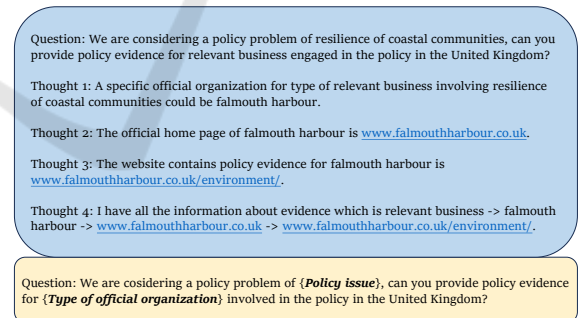 Question: We are considering a policy problem of resilience of coastal communities, can you
provide policy evidence for relevant business engaged in the policy in the United Kingdom?
Thought 1: A specific official organization for type of relevant business involving resilience
of coastal communities could be falmouth harbour.
Thought 2: The official home page of falmouth harbour is www.falmouthharbour.co.uk.
Thought 3: The website contains policy evidence for falmouth harbour is
www.falmouthharbour.co.uk/environment/.
Thought 4: I have all the information about evidence which is relevant business -> falmouth
harbour -> www.falmouthharbour.co.uk -> www.falmouthharbour.co.uk/environment/.
Question: We are cosidering a policy problem of {Policy issue}, can you provide policy evidence
for {Type of official organization} involved in the policy in the United Kingdom?